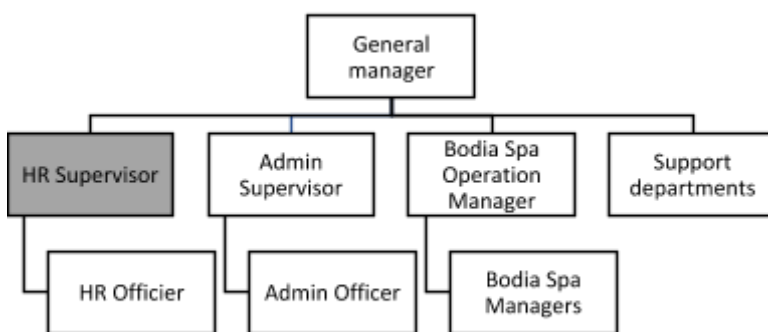 General
manager
HR Supervisor
Admin
Supervisor
Bodia Spa
Operation
Manager
Support
departments
HR Officier
Admin Officer
Bodia Spa
Managers